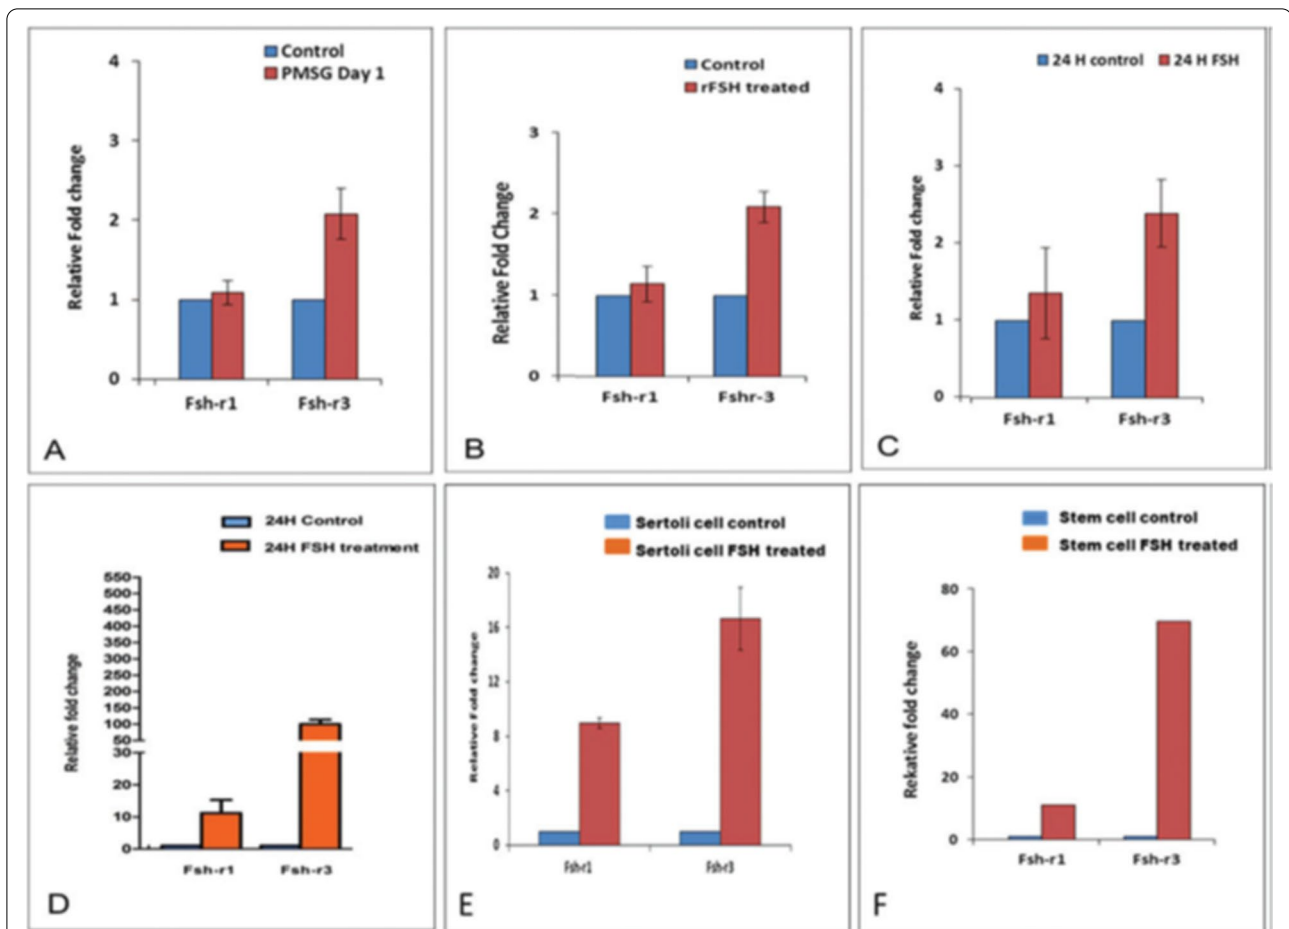 Control
PMSG Day 1
Relative Fold change
4
3
2
1
0
Fsh-r1 Fsh-r3
A
Control
rFSH treated
Relative Fold Change
3
2
1
0
Fsh-r1 Fshr-3
B
24 H control 24 H FSH
Relative Fold change
4
3
2
1
0
Fsh-r1 Fsh-r3
C
24H Control
24H FSH treatment
Relative fold change
550
500
450
400
350
300
250
200
150
100
50
30
20
10
0
Fsh-r1 Fsh-r3
D
Sertoli cell control
Sertoli cell FSH treated
Relative Fold change
20
16
12
8
4
0
Fshr1 Fshr3
E
Stem cell control
Stem cell FSH treated
Rekative fold change
80
60
40
20
0
Fsh-r1 Fsh-r3
F